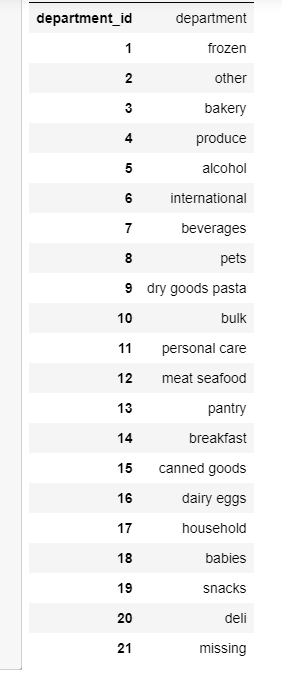 department_id department
1 frozen
2 other
3 bakery
4 produce
5 alcohol
6 international
7 beverages
8 pets
9 dry goods pasta
10 bulk
11 personal care
12 meat seafood
13 pantry
14 breakfast
15 canned goods
16 dairy eggs
17 household
18 babies
19 snacks
20 deli
21 missing